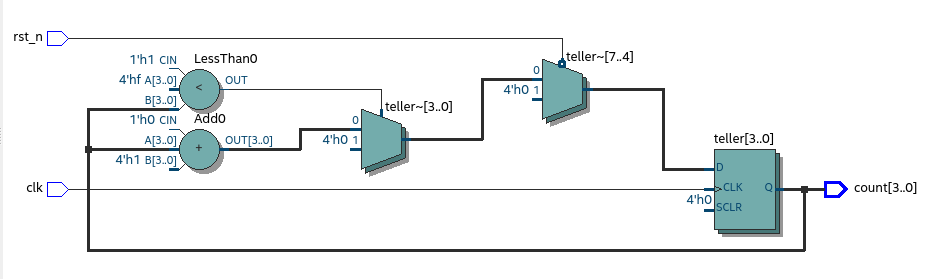 rst_n
1'h1 CIN
LessThan0
4'hf A[3..0]
<
OUT
B[3..0]
1'h0 CIN
Add0
A[3..0]
+
OUT[3..0]
4'h1 B[3..0]
teller~[3..0]
0
4'h0 1
teller~[7..4]
0
4'h0 1
teller[3..0]
D
clk
CLK
Q
count[3..0]
4'h0
SCLR